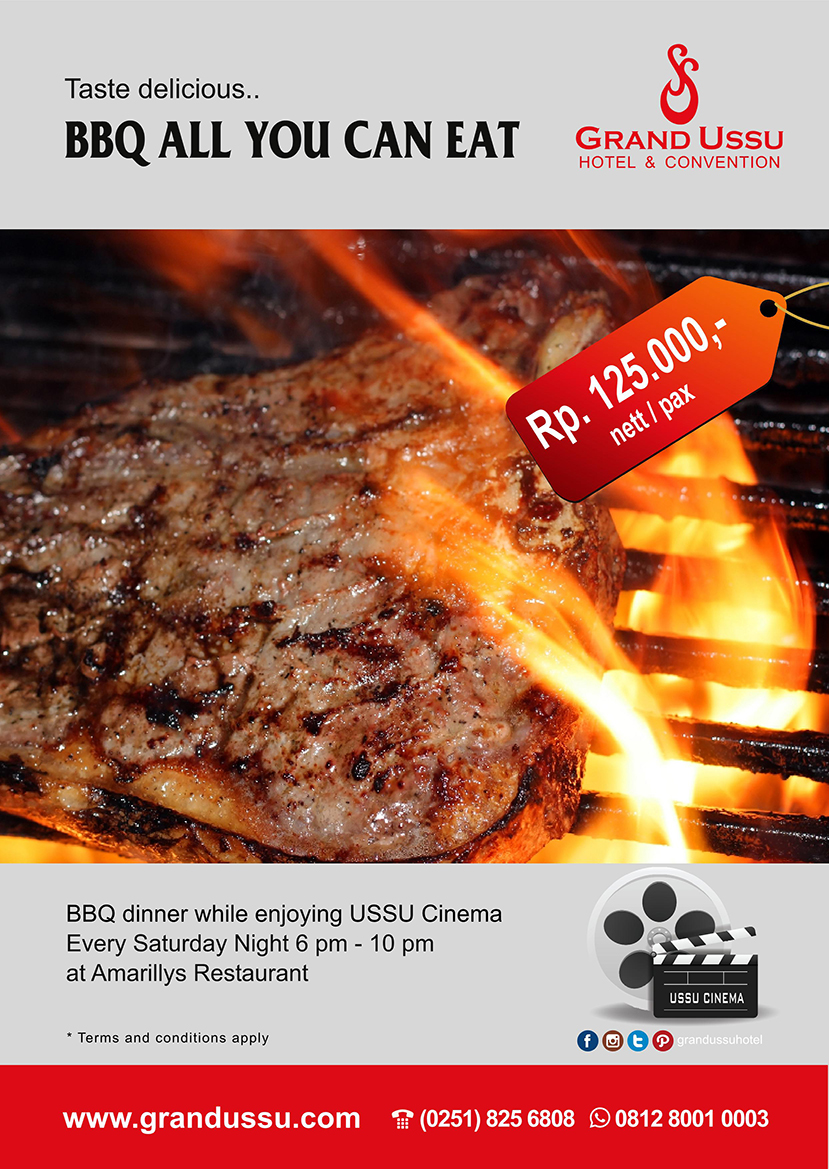 Taste delicious..
BBQ ALL YOU CAN EAT
GRAND USSU
HOTEL & CONVENTION
Rp. 125.000,-
nett / pax
BBQ dinner while enjoying USSU Cinema
Every Saturday Night 6 pm - 10 pm
at Amarillys Restaurant
USSU CINEMA
* Terms and conditions apply
grandussuhotel
www.grandussu.com (0251) 825 6808 0812 8001 0003